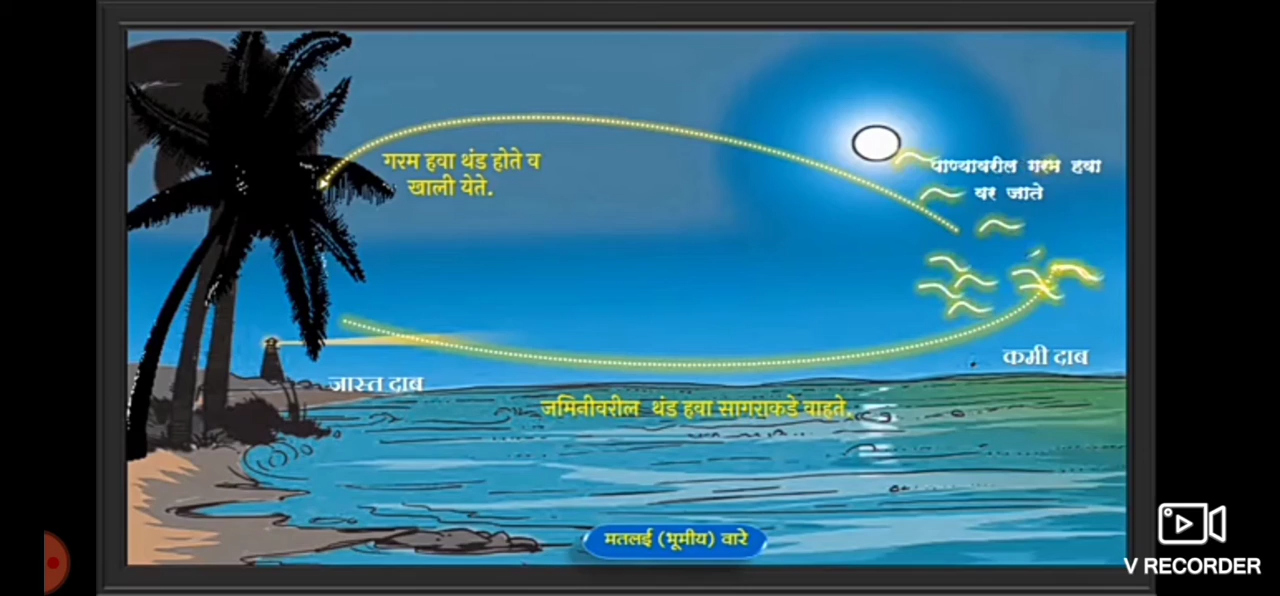 गरम हवा थंड होते व
खाली येते.
पाण्यावरील गरम हवा
वर जाते
कमी दाब
जास्त दाब
जमिनीवरील थंड हवा सागराकडे वाहते.
मतलई (भूमीय) वारे
V RECORDER